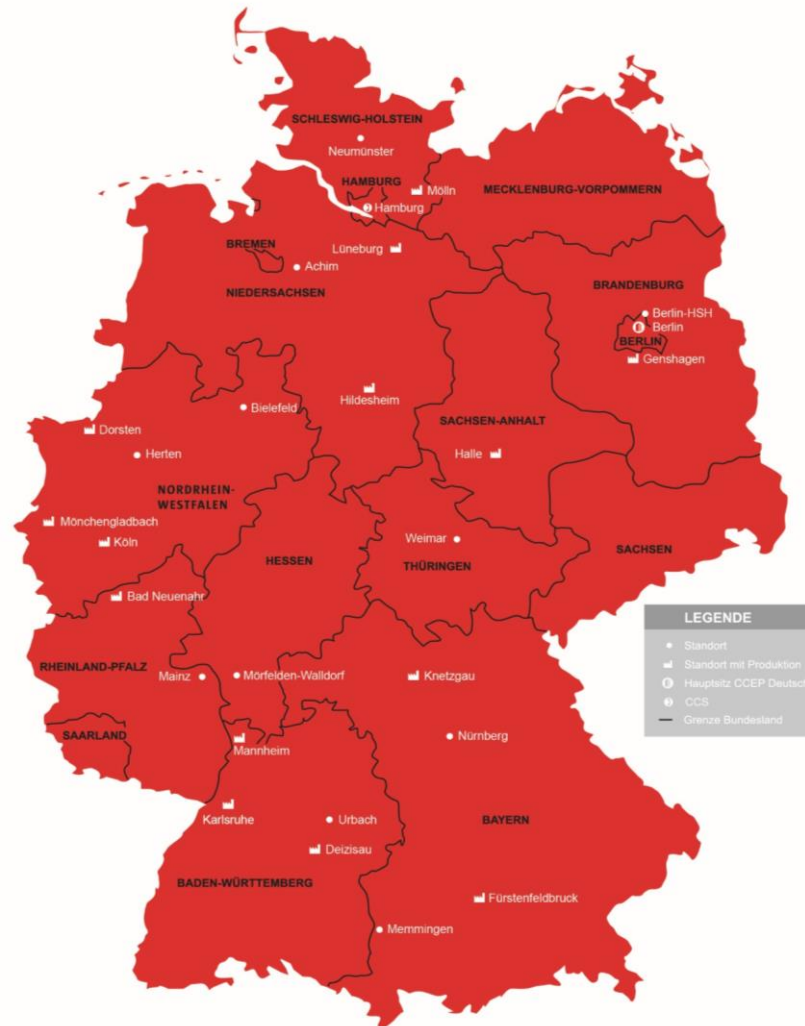 SCHLESWIG-HOLSTEIN
Neumünster
HAMBURG
Mölln
MECKLENBURG-VORPOMMERN
Hamburg
Lüneburg
BREMEN
Achim
NIEDERSACHSEN
BRANDENBURG
Berlin-HSH
Berlin
BERLIN
Genshagen
Hildesheim
Bielefeld
SACHSEN-ANHALT
Dorsten
Herten
Halle
NORDRHEIN-
WESTFALEN
Mönchengladbach
Köln
Weimar
HESSEN
THÜRINGEN
SACHSEN
Bad Neuenahr
LEGENDE
Standort
Standort mit Produktion
Hauptsitz CCEP Deutsch
CCS
Grenze Bundesland
RHEINLAND-PFALZ
Mainz
Mörfelden-Walldorf
Knetzgau
SAARLAND
Mannheim
Nürnberg
Karlsruhe
Urbach
BAYERN
Deizisau
BADEN-WÜRTTEMBERG
Fürstenfeldbruck
Memmingen